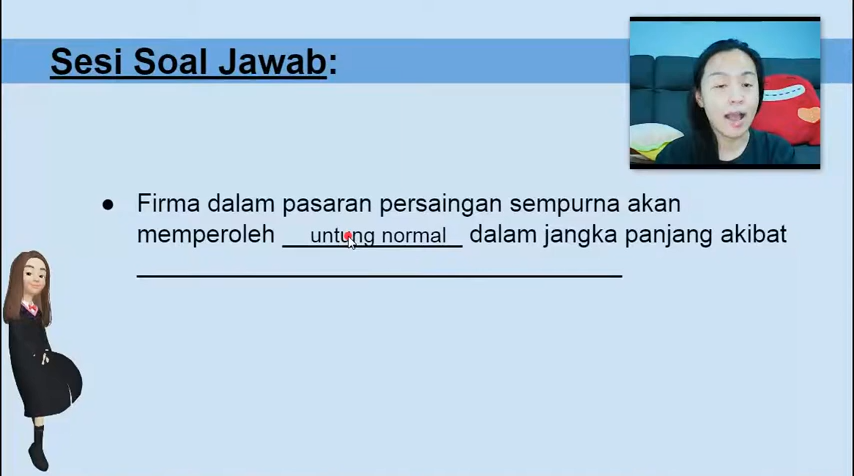 Sesi Soal Jawab:
● Firma dalam pasaran persaingan sempurna akan
memperoleh untung normal dalam jangka panjang akibat